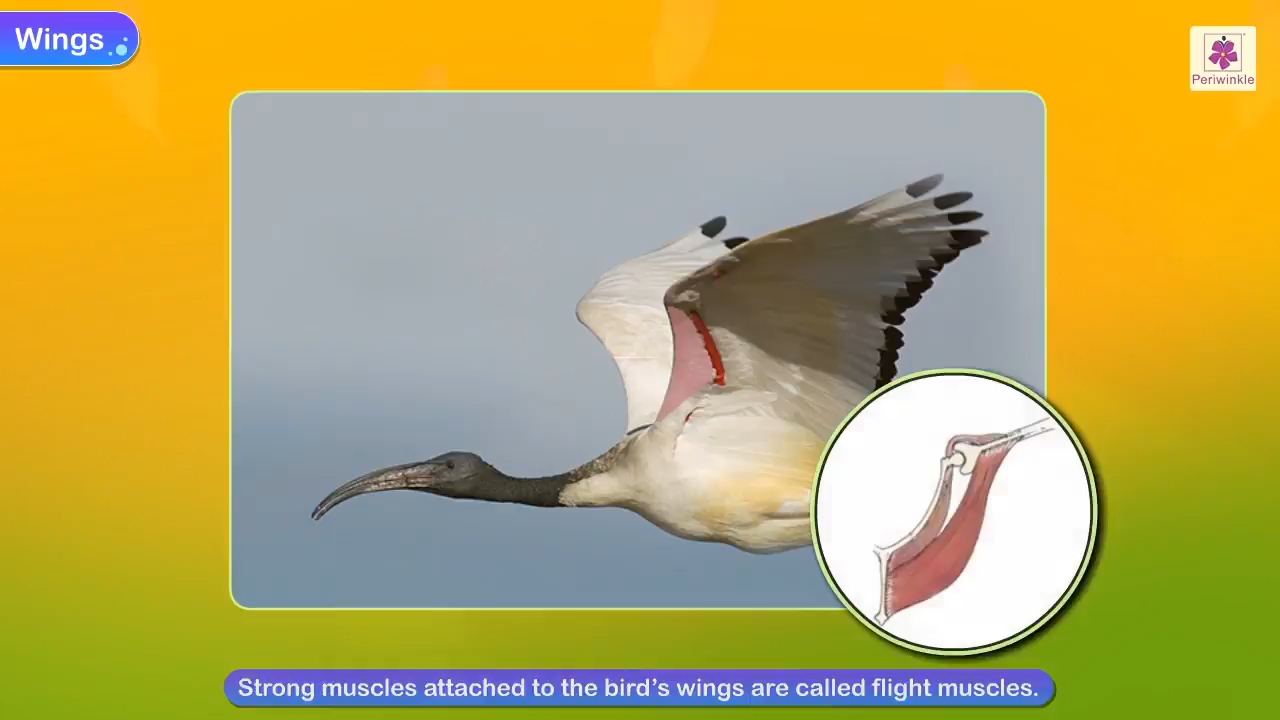 Wings
Periwinkle
Strong muscles attached to the bird's wings are called flight muscles.